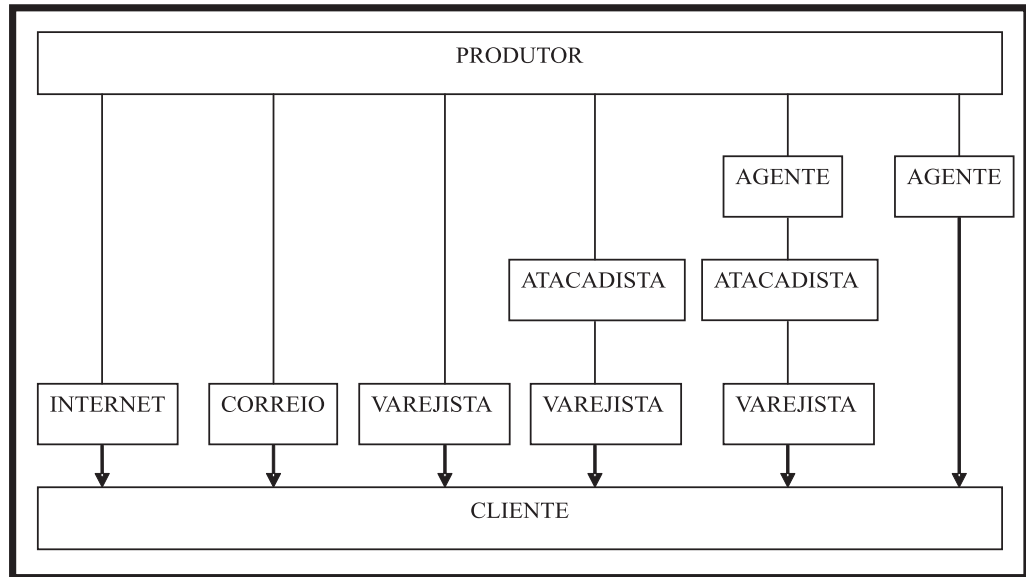 PRODUTOR
AGENTE AGENTE
ATACADISTA ATACADISTA
INTERNET CORREIO VAREJISTA VAREJISTA VAREJISTA
CLIENTE